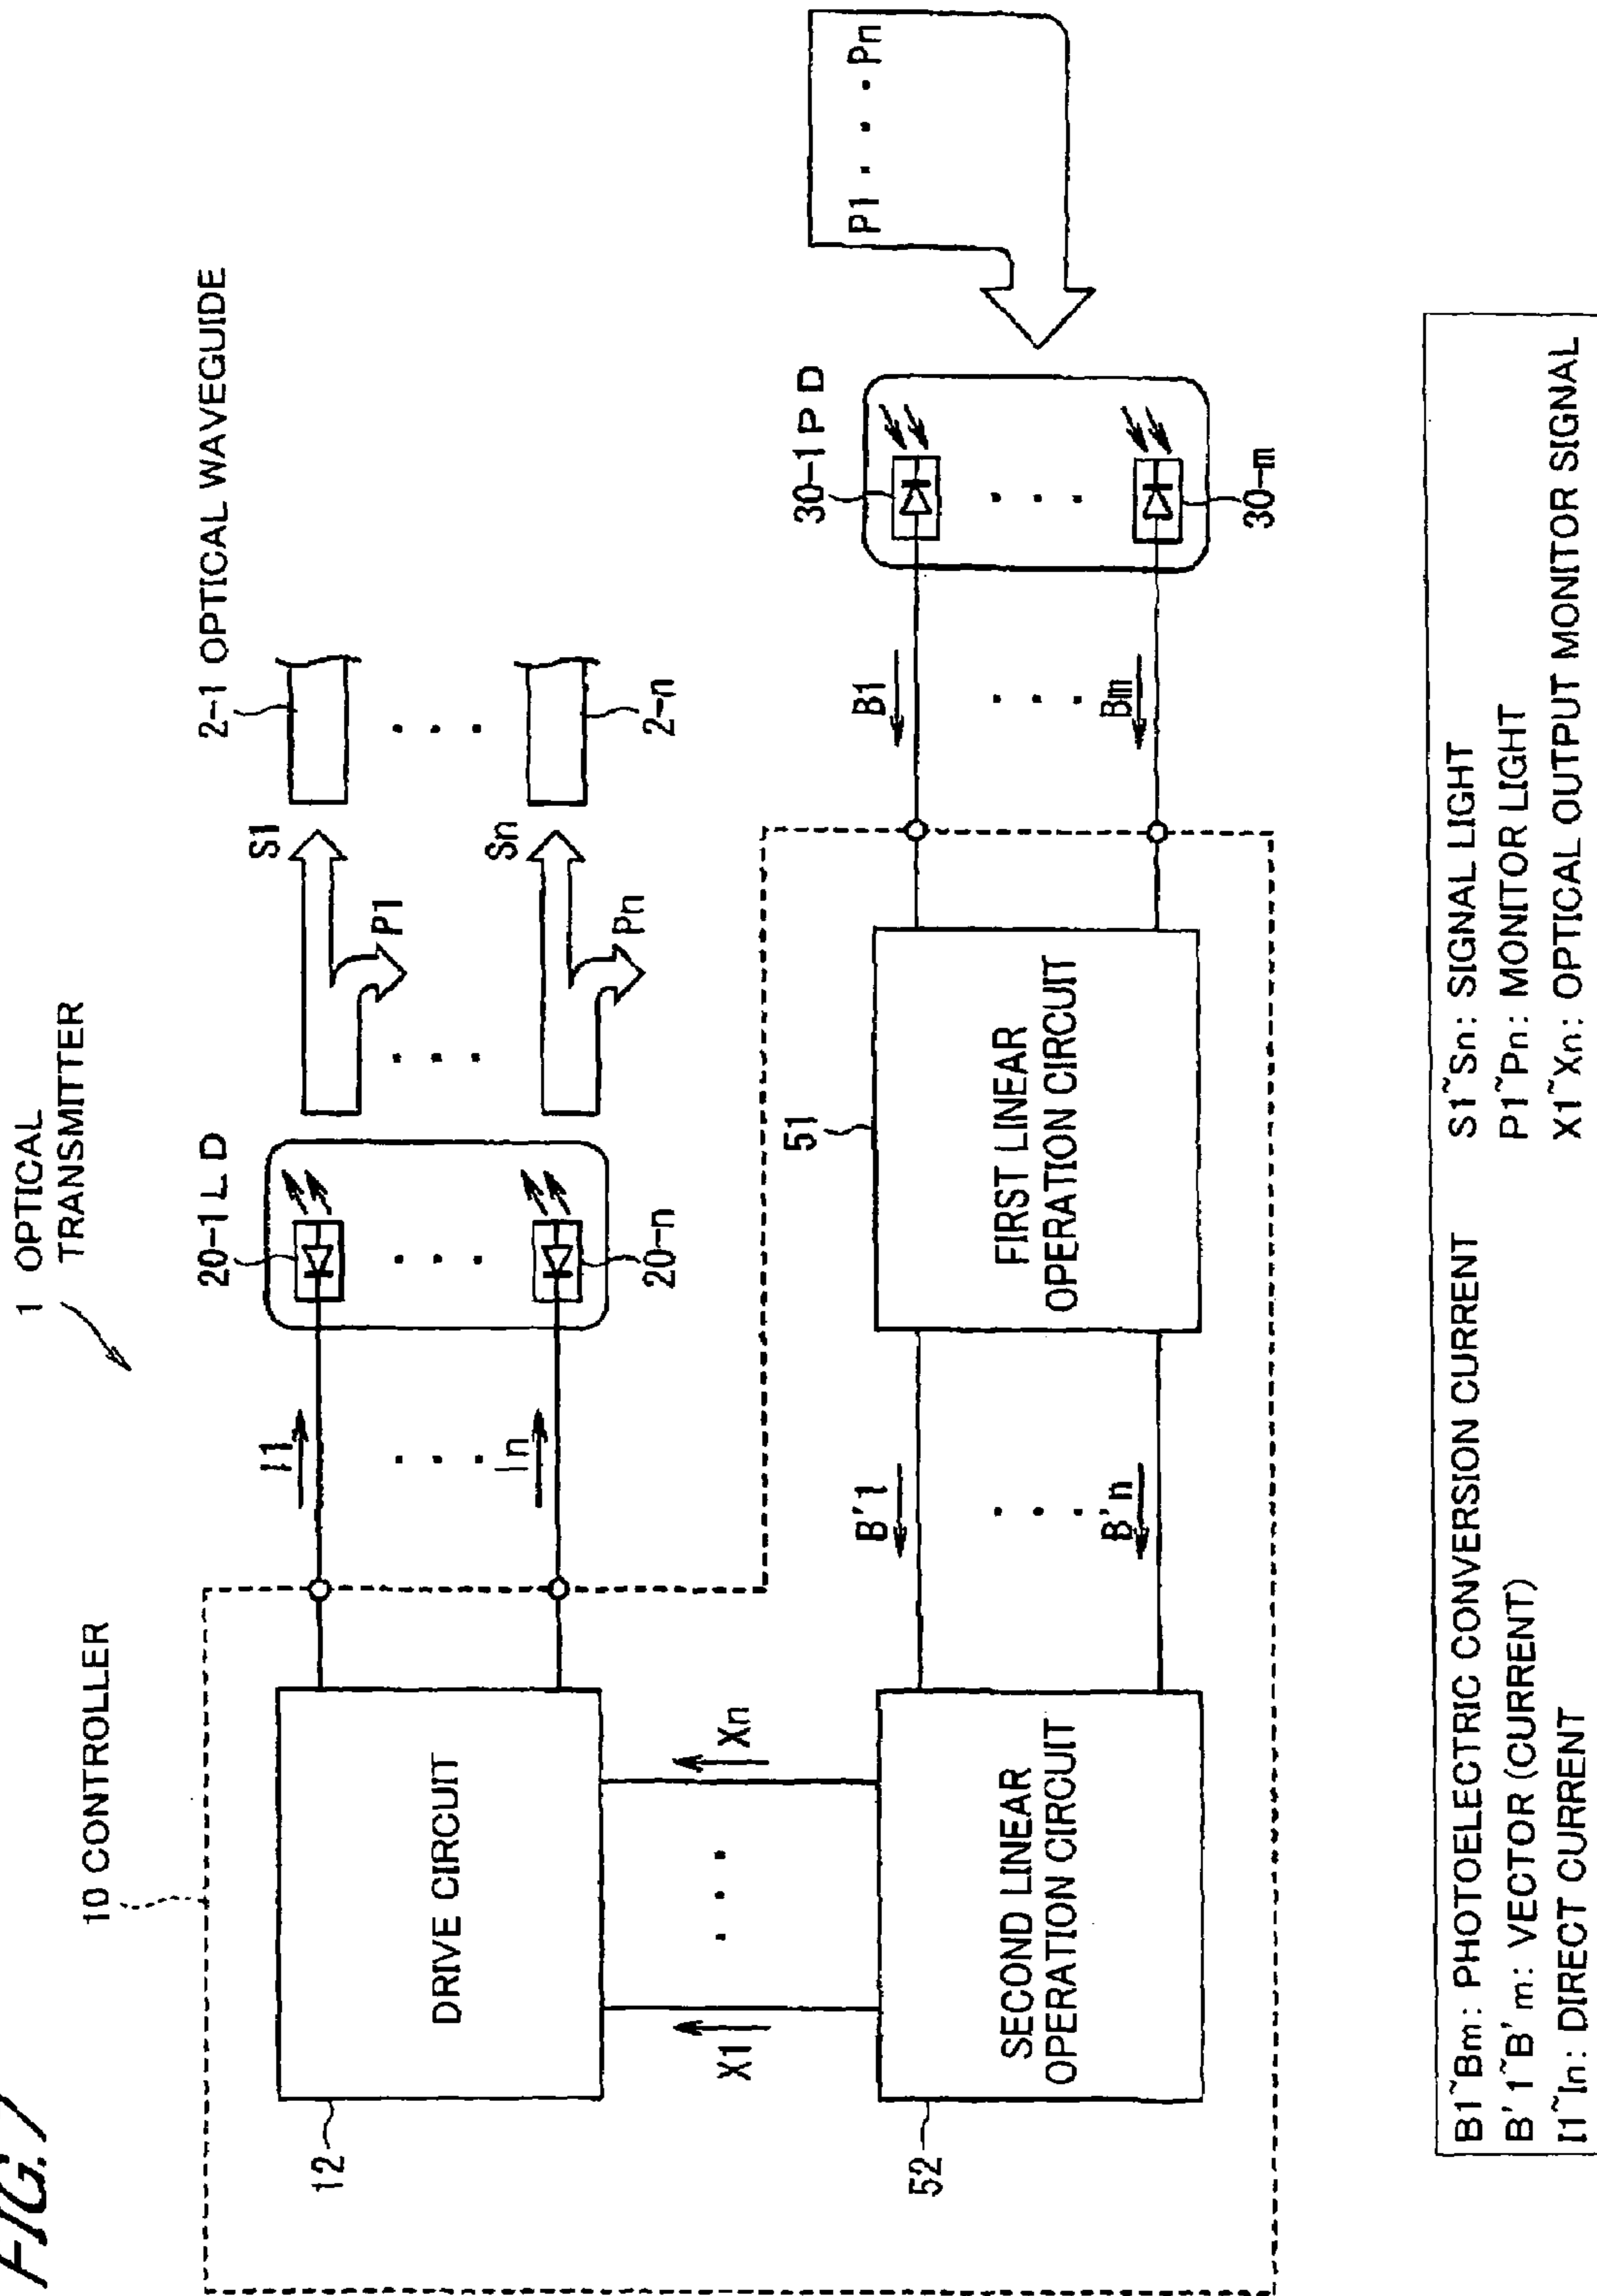 FIG. 7
1 OPTICAL
TRANSMITTER
10 CONTROLLER
20-1 L D
2-1 OPTICAL WAVEGUIDE
I1
S1
P1
. . .
In
20-n
Sn
Pn
2-n
12
DRIVE CIRCUIT
X1
. . .
Xn
52
SECOND LINEAR
OPERATION CIRCUIT
B'1
. . .
B'n
51
FIRST LINEAR
OPERATION CIRCUIT
B1
. . .
Bm
30-1 P D
30-m
P1 . . . Pn
B1~Bm: PHOTOELECTRIC CONVERSION CURRENT
B'1~B'm: VECTOR (CURRENT)
I1~In: DIRECT CURRENT
S1~Sn: SIGNAL LIGHT
P1~Pn: MONITOR LIGHT
X1~Xn: OPTICAL OUTPUT MONITOR SIGNAL